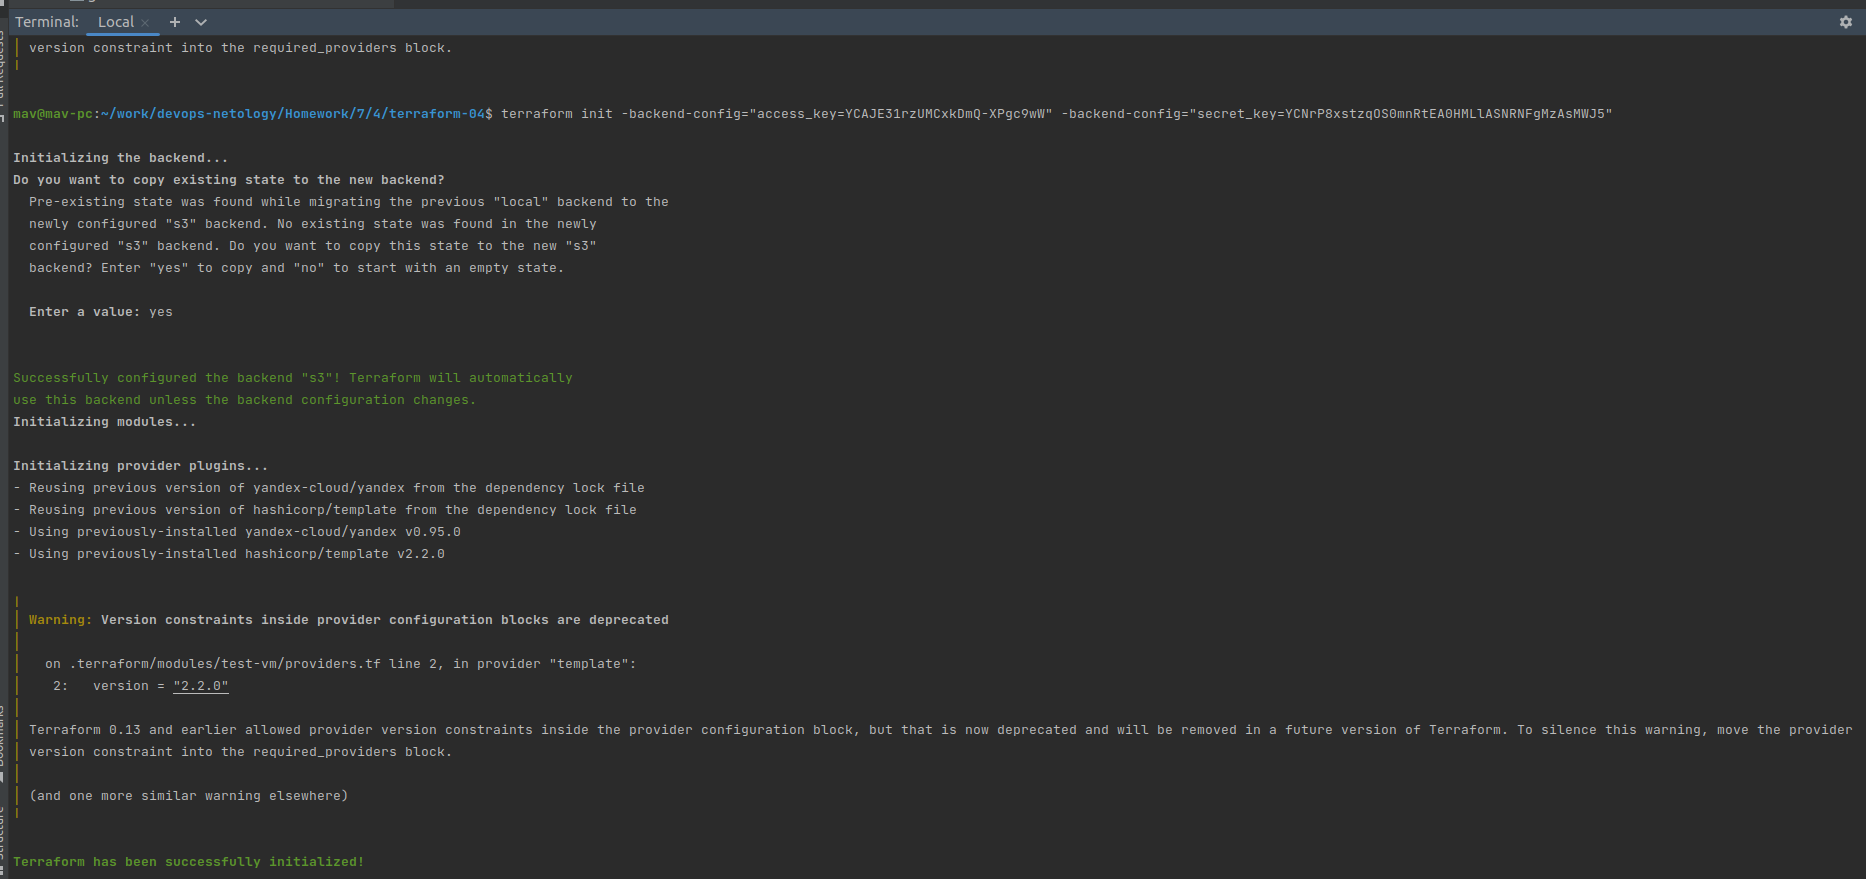 Terminal: Local
version constraint into the required_providers block.
mav@mav-pc:~/work/devops-netology/Homework/7/4/terraform-04$ terraform init -backend-config="access_key=YCAJE31rzUMCxkDmQ-XPgc9wW" -backend-config="secret_key=YCNrP8xstzqOS0mnRtEA0HMLlASNRNFgMzAsMWJ5"
Initializing the backend...
Do you want to copy existing state to the new backend?
Pre-existing state was found while migrating the previous "local" backend to the
newly configured "s3" backend. No existing state was found in the newly
configured "s3" backend. Do you want to copy this state to the new "s3"
backend? Enter "yes" to copy and "no" to start with an empty state.
Enter a value: yes
Successfully configured the backend "s3"! Terraform will automatically
use this backend unless the backend configuration changes.
Initializing modules...
Initializing provider plugins...
- Reusing previous version of yandex-cloud/yandex from the dependency lock file
- Reusing previous version of hashicorp/template from the dependency lock file
- Using previously-installed yandex-cloud/yandex v0.95.0
- Using previously-installed hashicorp/template v2.2.0
Warning: Version constraints inside provider configuration blocks are deprecated
on .terraform/modules/test-vm/providers.tf line 2, in provider "template":
2: version = "2.2.0"
Terraform 0.13 and earlier allowed provider version constraints inside the provider configuration block, but that is now deprecated and will be removed in a future version of Terraform. To silence this warning, move the provider
version constraint into the required_providers block.
(and one more similar warning elsewhere)
Terraform has been successfully initialized!